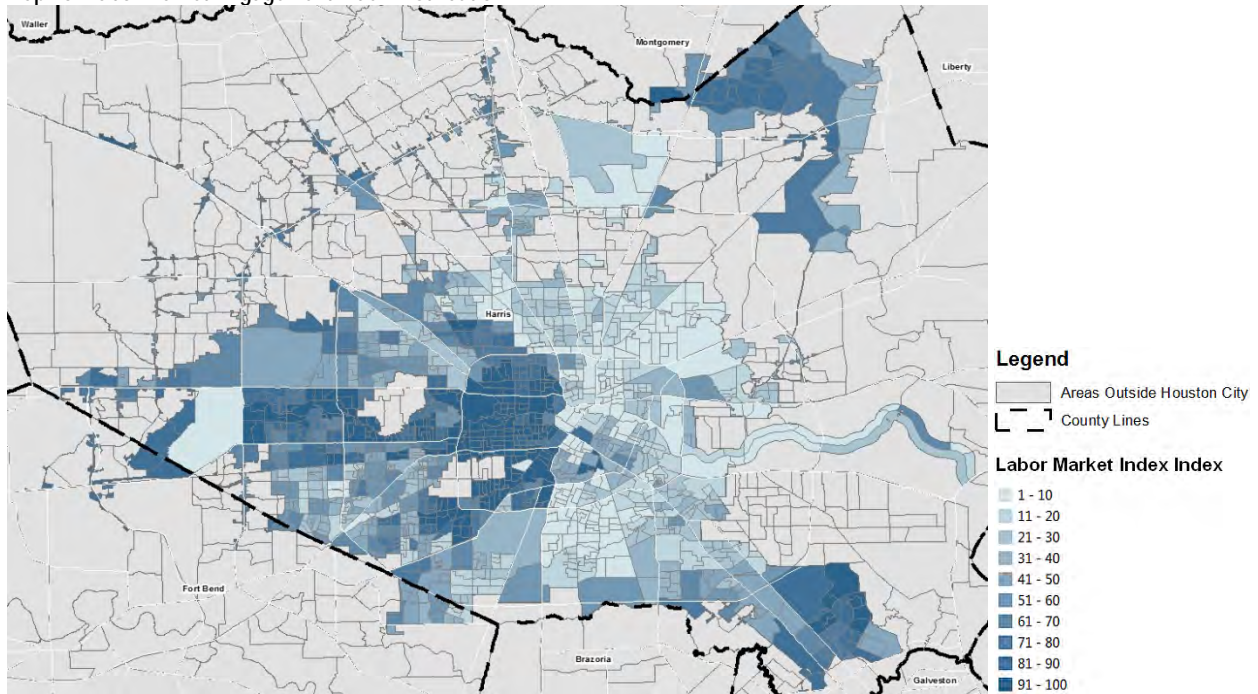 Waller
Montgomery
Liberty
Harris
Fort Bend
Brazoria
Galveston
Legend
Areas Outside Houston City
County Lines
Labor Market Index Index
1 - 10
11 - 20
21 - 30
31 - 40
41 - 50
51 - 60
61 - 70
71 - 80
81 - 90
91 - 100